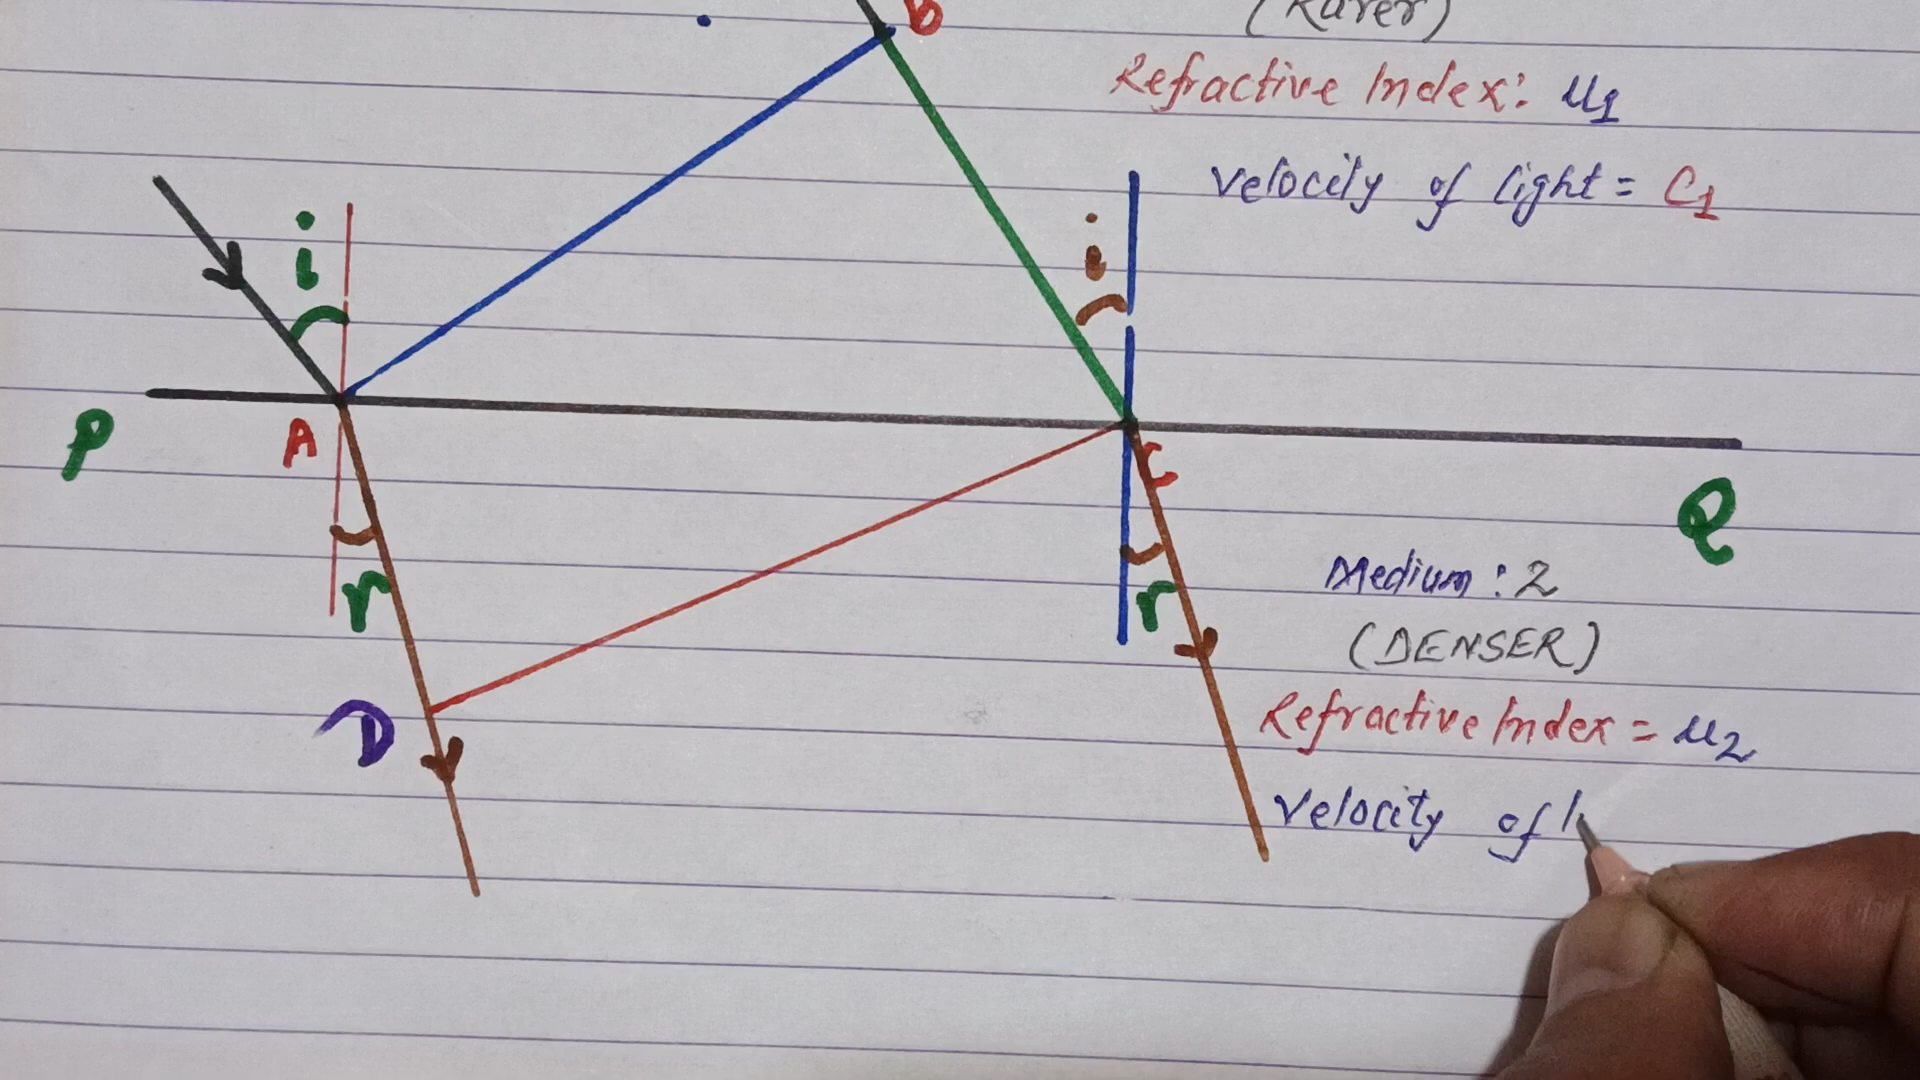 B
(Rarer)
Refractive Index: μ1
Velocity of light = C1
i
i
P
A
C
Q
r
r
Medium : 2
(DENSER)
D
Refractive Index = μ2
Velocity of l